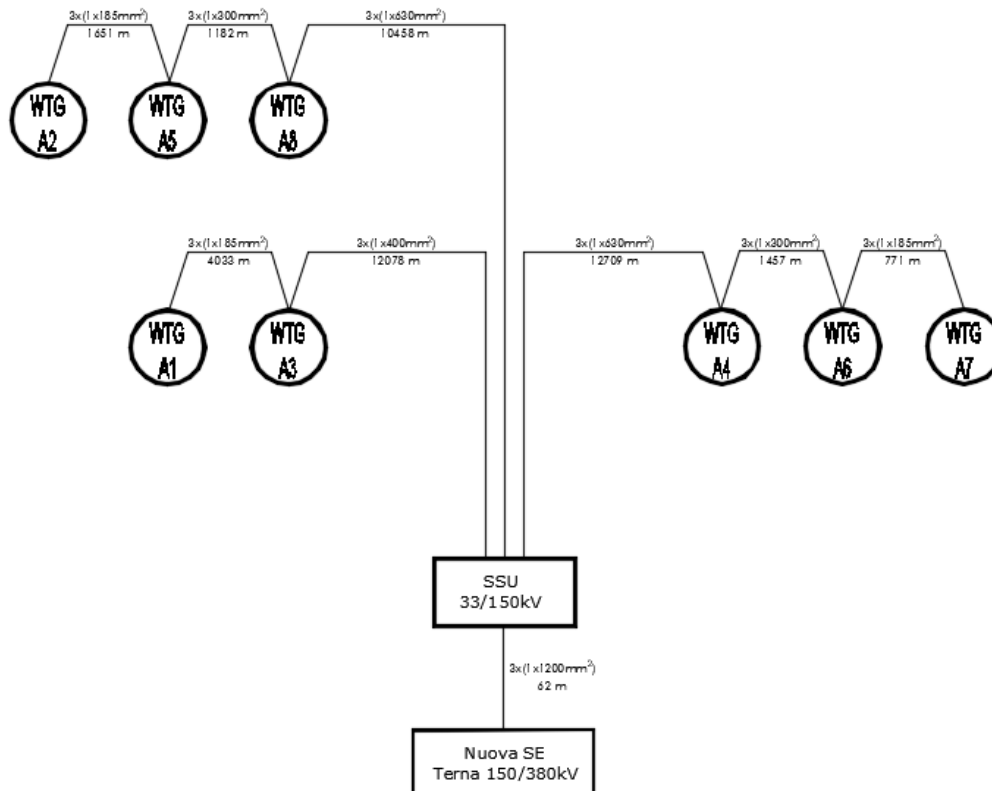 3x(1x185mm²)
1651 m
3x(1x300mm²)
1182 m
3x(1x630mm²)
10458 m
WTG
A2
WTG
A5
WTG
A8
3x(1x185mm²)
4033 m
3x(1x400mm²)
12078 m
3x(1x630mm²)
12709 m
3x(1x300mm²)
1457 m
3x(1x185mm²)
771 m
WTG
A1
WTG
A3
WTG
A4
WTG
A6
WTG
A7
SSU
33/150kV
3x(1x1200mm²)
62 m
Nuova SE
Terna 150/380kV